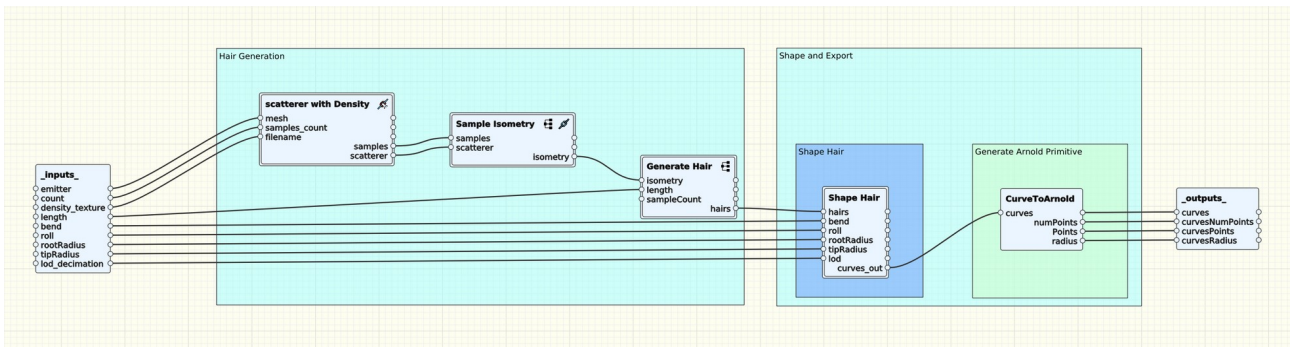 Hair Generation
Shape and Export
scatterer with Density
mesh
samples_count
filename
samples
scatterer
Sample Isometry
samples
scatterer
isometry
Generate Hair
isometry
length
sampleCount
hairs
_inputs_
emitter
count
density_texture
length
bend
roll
rootRadius
tipRadius
lod_decimation
Shape Hair
Shape Hair
hairs
bend
roll
rootRadius
tipRadius
lod
curves_out
Generate Arnold Primitive
CurveToArnold
curves
numPoints
Points
radius
_outputs_
curves
curvesNumPoints
curvesPoints
curvesRadius